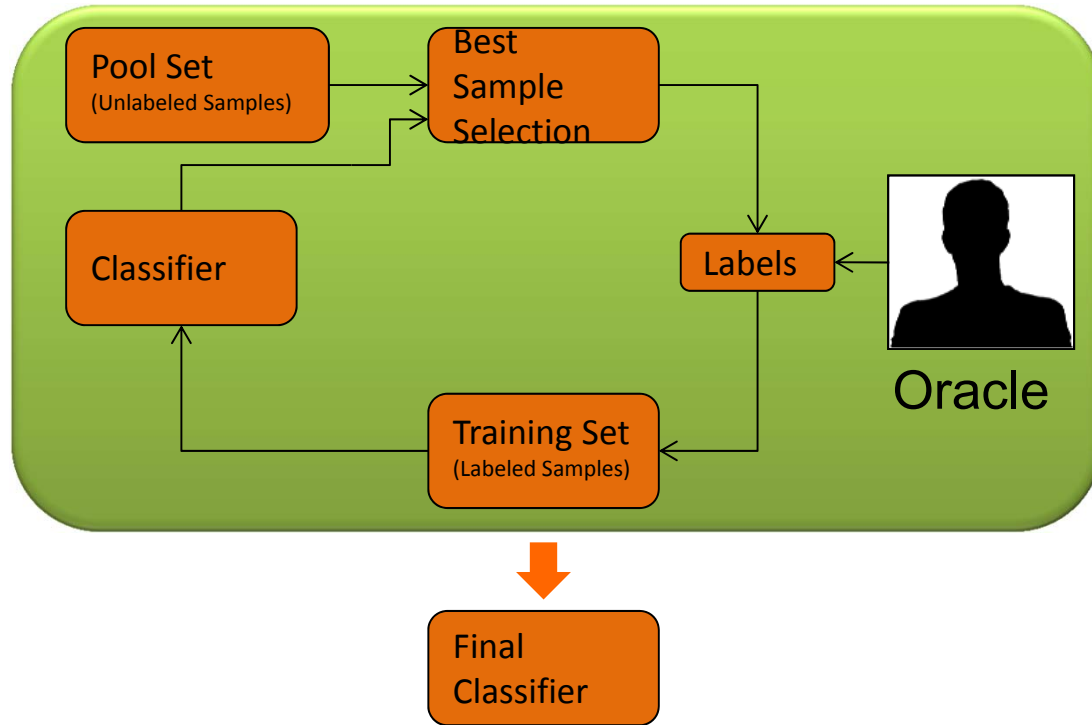 Pool Set
(Unlabeled Samples)
Best
Sample
Selection
Classifier
Labels
Oracle
Training Set
(Labeled Samples)
Final
Classifier